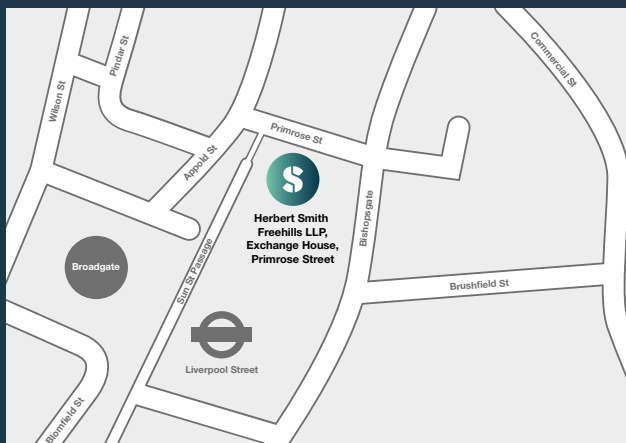 Commercial St
Pindar St
Wilson St
Primrose St
Appold St
S
Herbert Smith
Freehills LLP,
Exchange House,
Primrose Street
Bishopsgate
Sun St Passage
Broadgate
Brushfield St
Liverpool Street
Blomfield St